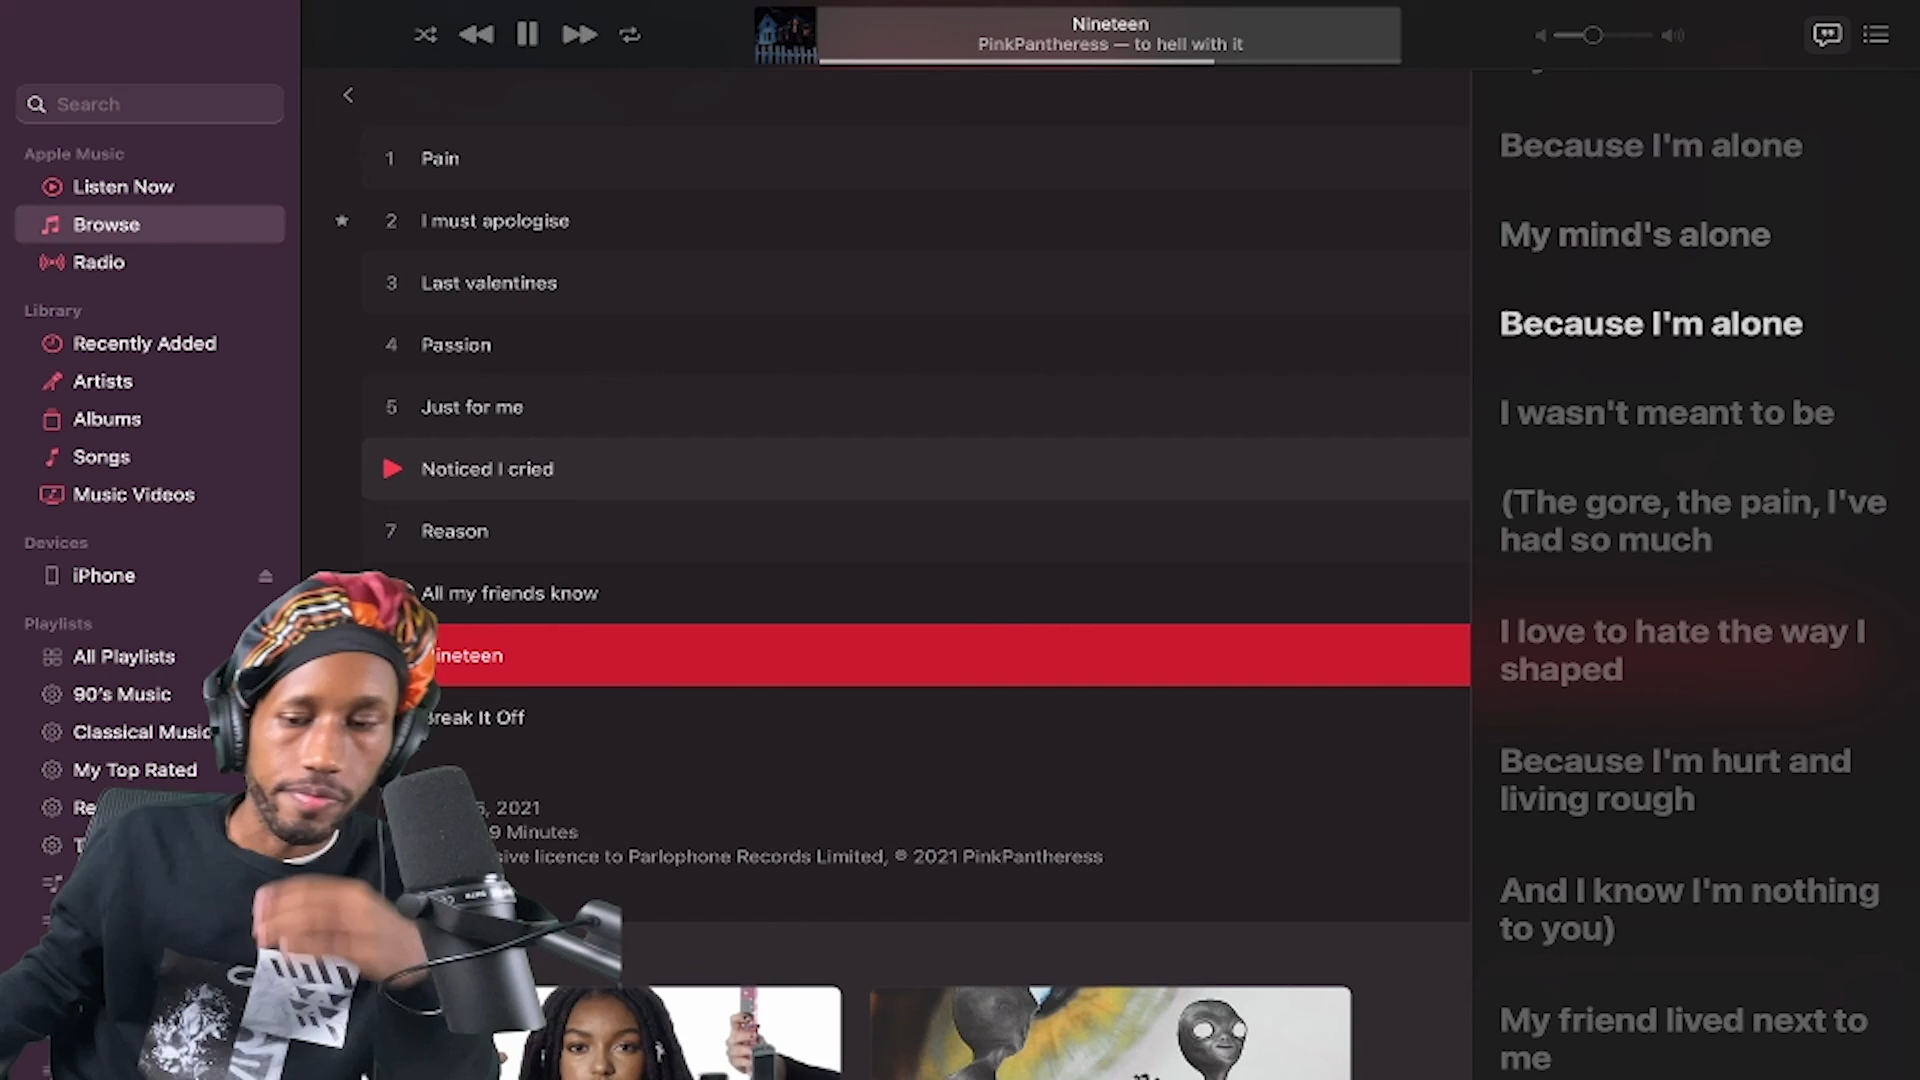 Nineteen
PinkPantheress — to hell with it
Search
Apple Music
Listen Now
Browse
Radio
Library
Recently Added
Artists
Albums
Songs
Music Videos
Devices
iPhone
Playlists
All Playlists
90's Music
Classical Music
My Top Rated
Re
1 Pain
2 I must apologise
3 Last valentines
4 Passion
5 Just for me
Noticed I cried
7 Reason
All my friends know
ineteen
Break It Off
, 2021
9 Minutes
sive licence to Parlophone Records Limited, ℗ 2021 PinkPantheress
Because I'm alone
My mind's alone
Because I'm alone
I wasn't meant to be
(The gore, the pain, I've
had so much
I love to hate the way I
shaped
Because I'm hurt and
living rough
And I know I'm nothing
to you)
My friend lived next to
me